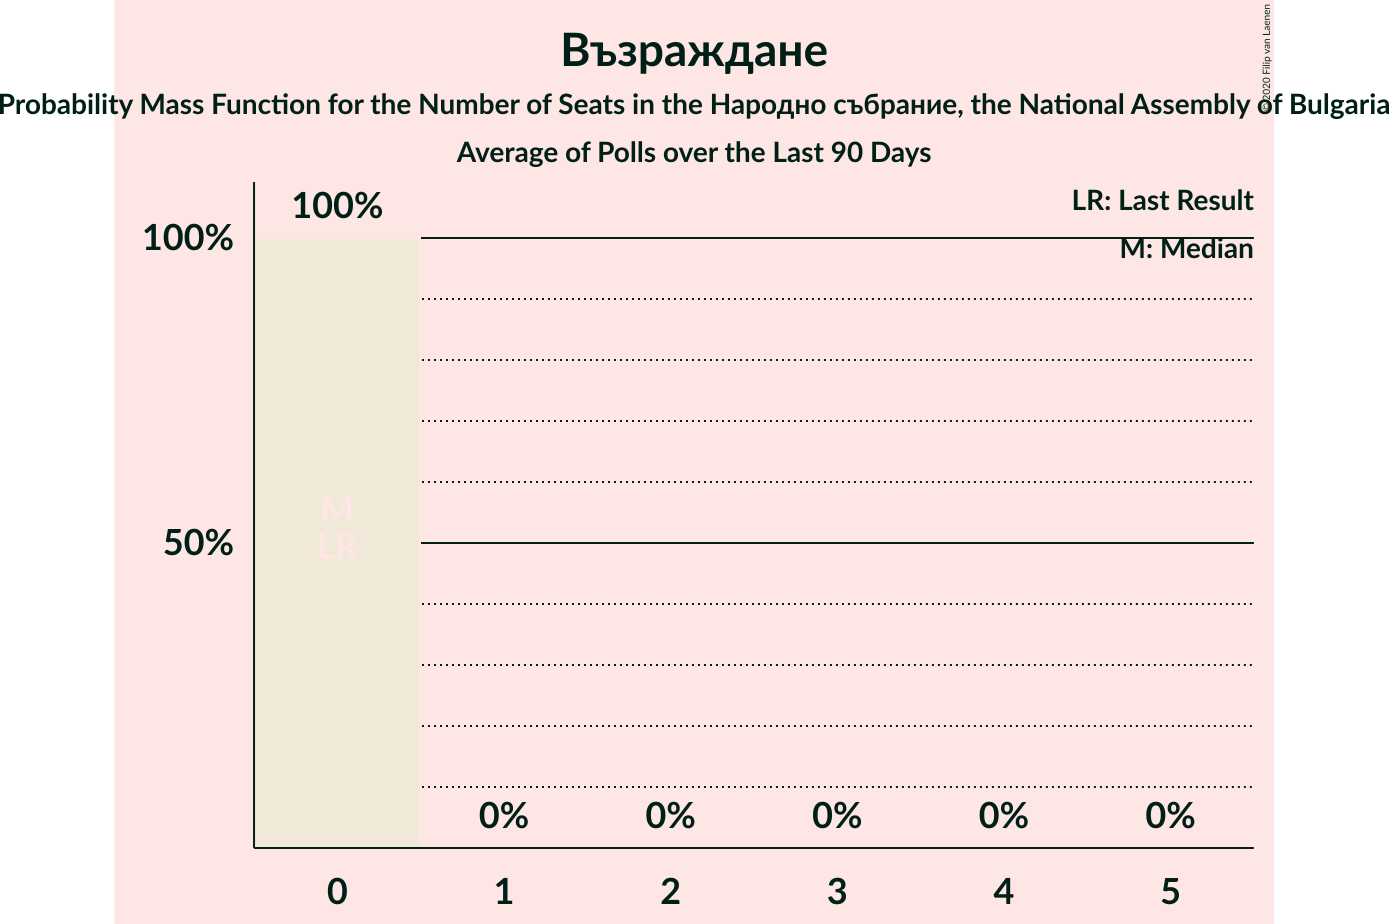 Възраждане
Probability Mass Function for the Number of Seats in the Народно събрание, the National Assembly of Bulgaria
Average of Polls over the Last 90 Days
© 2020 Filip van Laenen
LR: Last Result
M: Median
100%
100%
50%
M
LR
0%
0%
0%
0%
0%
0
1
2
3
4
5